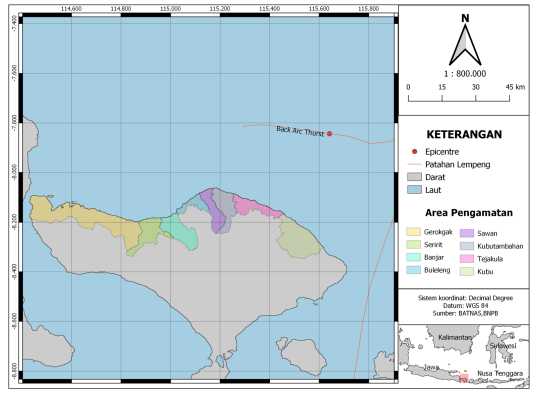 114.600 114.800 115.000 115.200 115.400 115.600 115.800
-7.400
-7.600
-7.800
-8.000
-8.200
-8.400
-8.600
-8.800
Back Arc Thurst
N
1 : 800.000
0 15 30 45 km
KETERANGAN
Epicentre
Patahan Lempeng
Darat
Laut
Area Pengamatan
Gerokgak
Seririt
Banjar
Buleleng
Sawan
Kubutambahan
Tejakula
Kubu
Sistem koordinat: Decimal Degree
Datum: WGS 84
Sumber: BATNAS,BNPB
Kalimantan
Sulawesi
Jawa
Nusa Tenggara